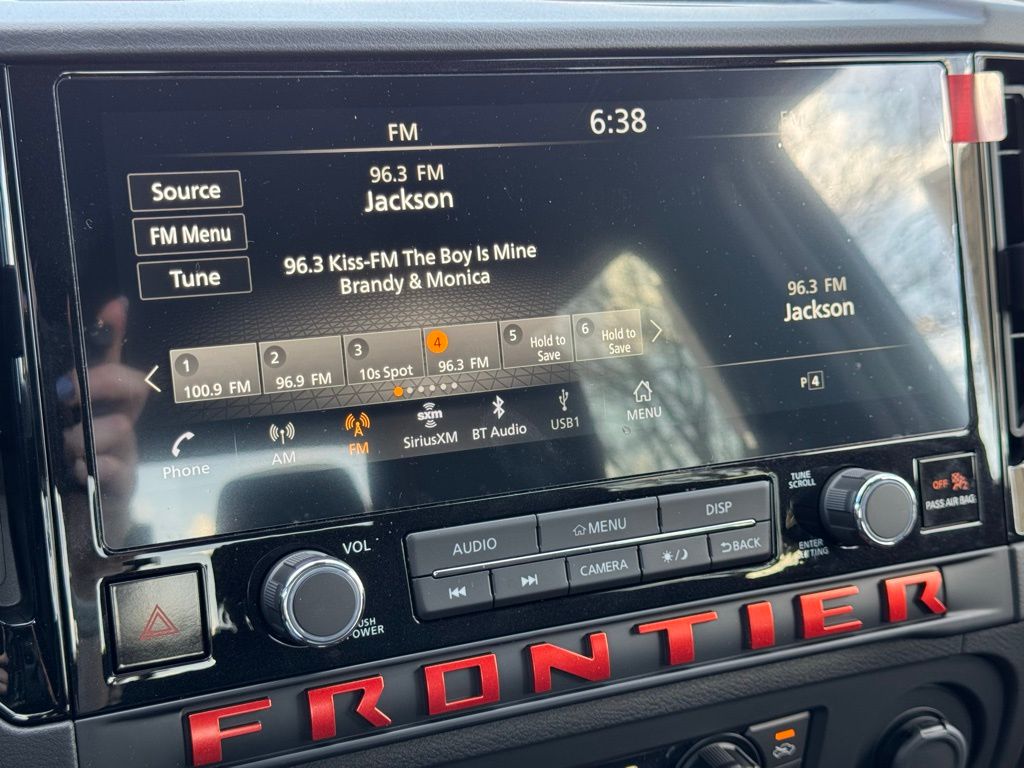 FM
6:38
96.3 FM
Jackson
Source
FM Menu
Tune
96.3 Kiss-FM The Boy Is Mine
Brandy & Monica
96.3 FM
Jackson
1
100.9 FM
2
96.9 FM
3
10s Spot
4
96.3 FM
5
Hold to
Save
6
Hold to
Save
P 4
Phone
AM
FM
sxm
SiriusXM
BT Audio
USB1
MENU
TUNE
SCROLL
OFF
PASS AIR BAG
VOL
AUDIO
MENU
DISP
CAMERA
BACK
ENTER
PUSH
POWER
FRONTIER